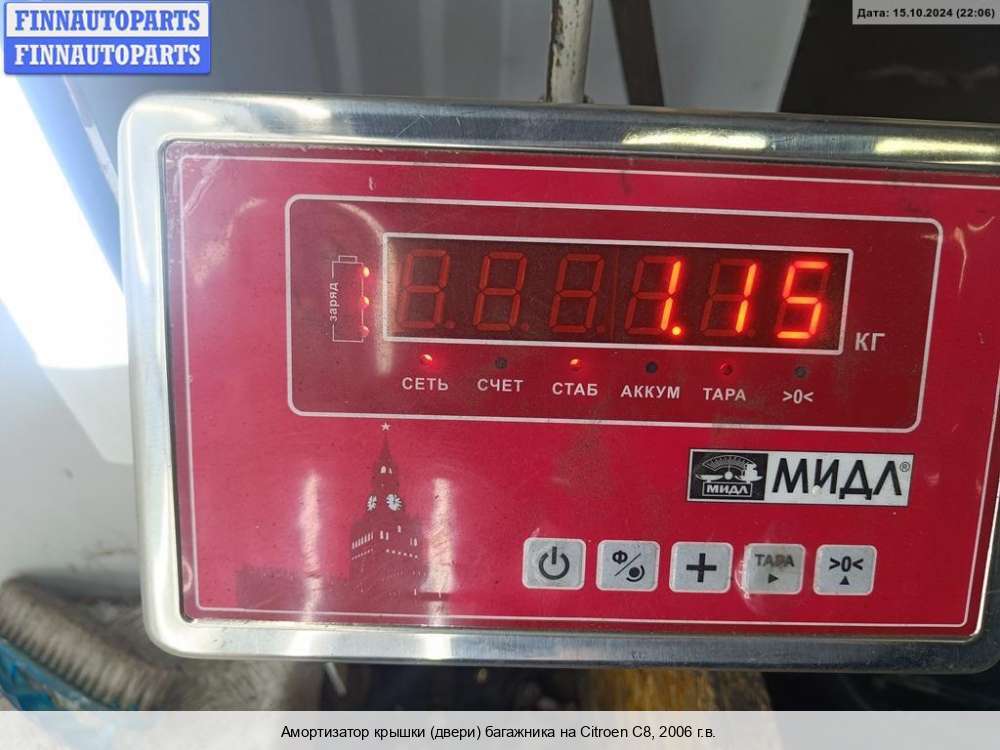 FINNAUTOPARTS
FINNAUTOPARTS
Дата: 15.10.2024 (22:06)
заряд
1.15
КГ
СЕТЬ СЧЕТ СТАБ АККУМ ТАРА >0<
МИДЛ МИДЛ®
Ф + ТАРА >0<
Амортизатор крышки (двери) багажника на Citroen C8, 2006 г.в.